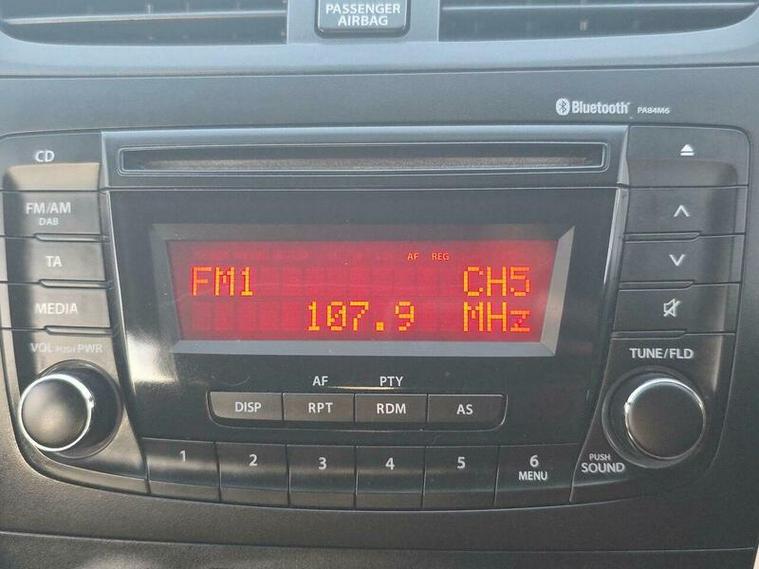 PASSENGER
AIRBAG
Bluetooth PA84M6
CD
FM/AM
DAB
TA
MEDIA
VOL PUSH PWR
AF REG
FM1 CH5
107.9 MHz
TUNE/FLD
AF PTY
DISP RPT RDM AS
1 2 3 4 5 6
MENU
PUSH
SOUND